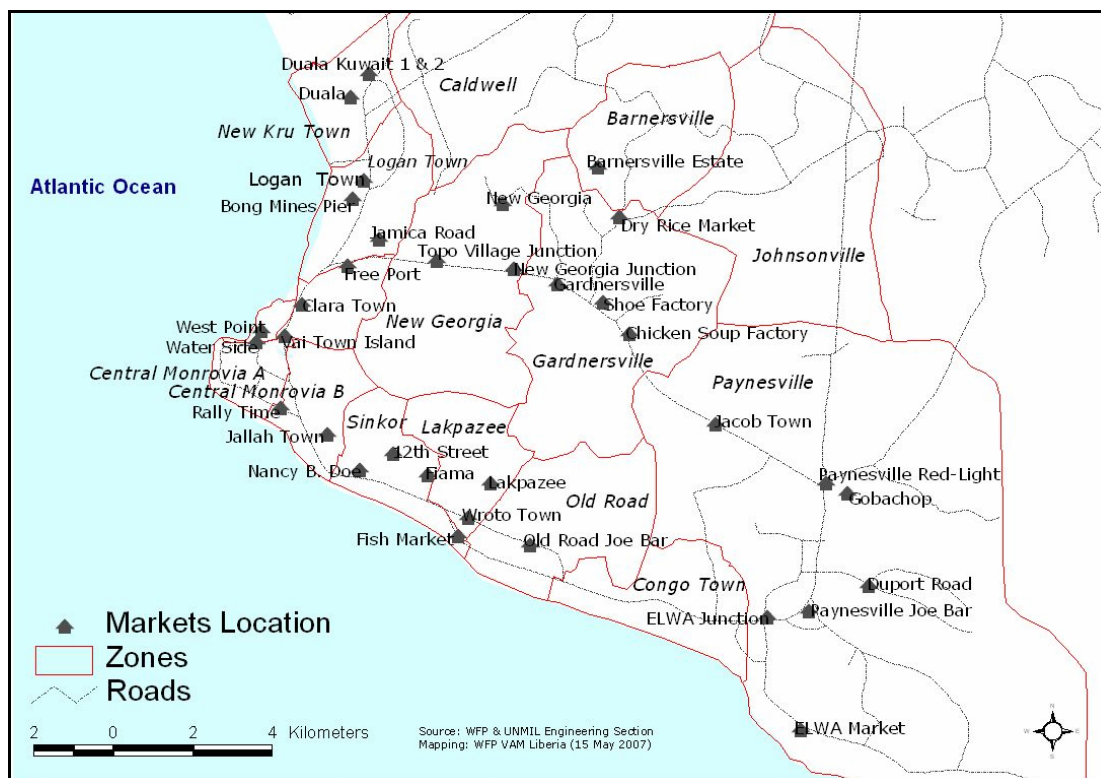 Duala Kuwait 1 & 2
Caldwell
Duala
Barnersville
New Kru Town
Logan Town
Barnersville Estate
Atlantic Ocean
Logan Town
New Georgia
Bong Mines Pier
Dry Rice Market
Jamica Road
Topo Village Junction
Johnsonville
Free Port
New Georgia Junction
Gardnersville
Clara Town
Shoe Factory
New Georgia
West Point
Vai Town Island
Chicken Soup Factory
Water Side
Gardnersville
Central Monrovia A
Paynesville
Central Monrovia B
Rally Time
Sinkor
Lakpazee
Jacob Town
Jallah Town
12th Street
Nancy B. Doe
Fiama
Lakpazee
Paynesville Red-Light
Old Road
Gobachop
Wroto Town
Fish Market
Old Road Joe Bar
Congo Town
Duport Road
ELWA Junction
Paynesville Joe Bar
Markets Location
Zones
Roads
ELWA Market
2 0 2 4 Kilometers
Source: WFP & UNMIL Engineering Section
Mapping: WFP VAM Liberia (15 May 2007)
N
W E
S